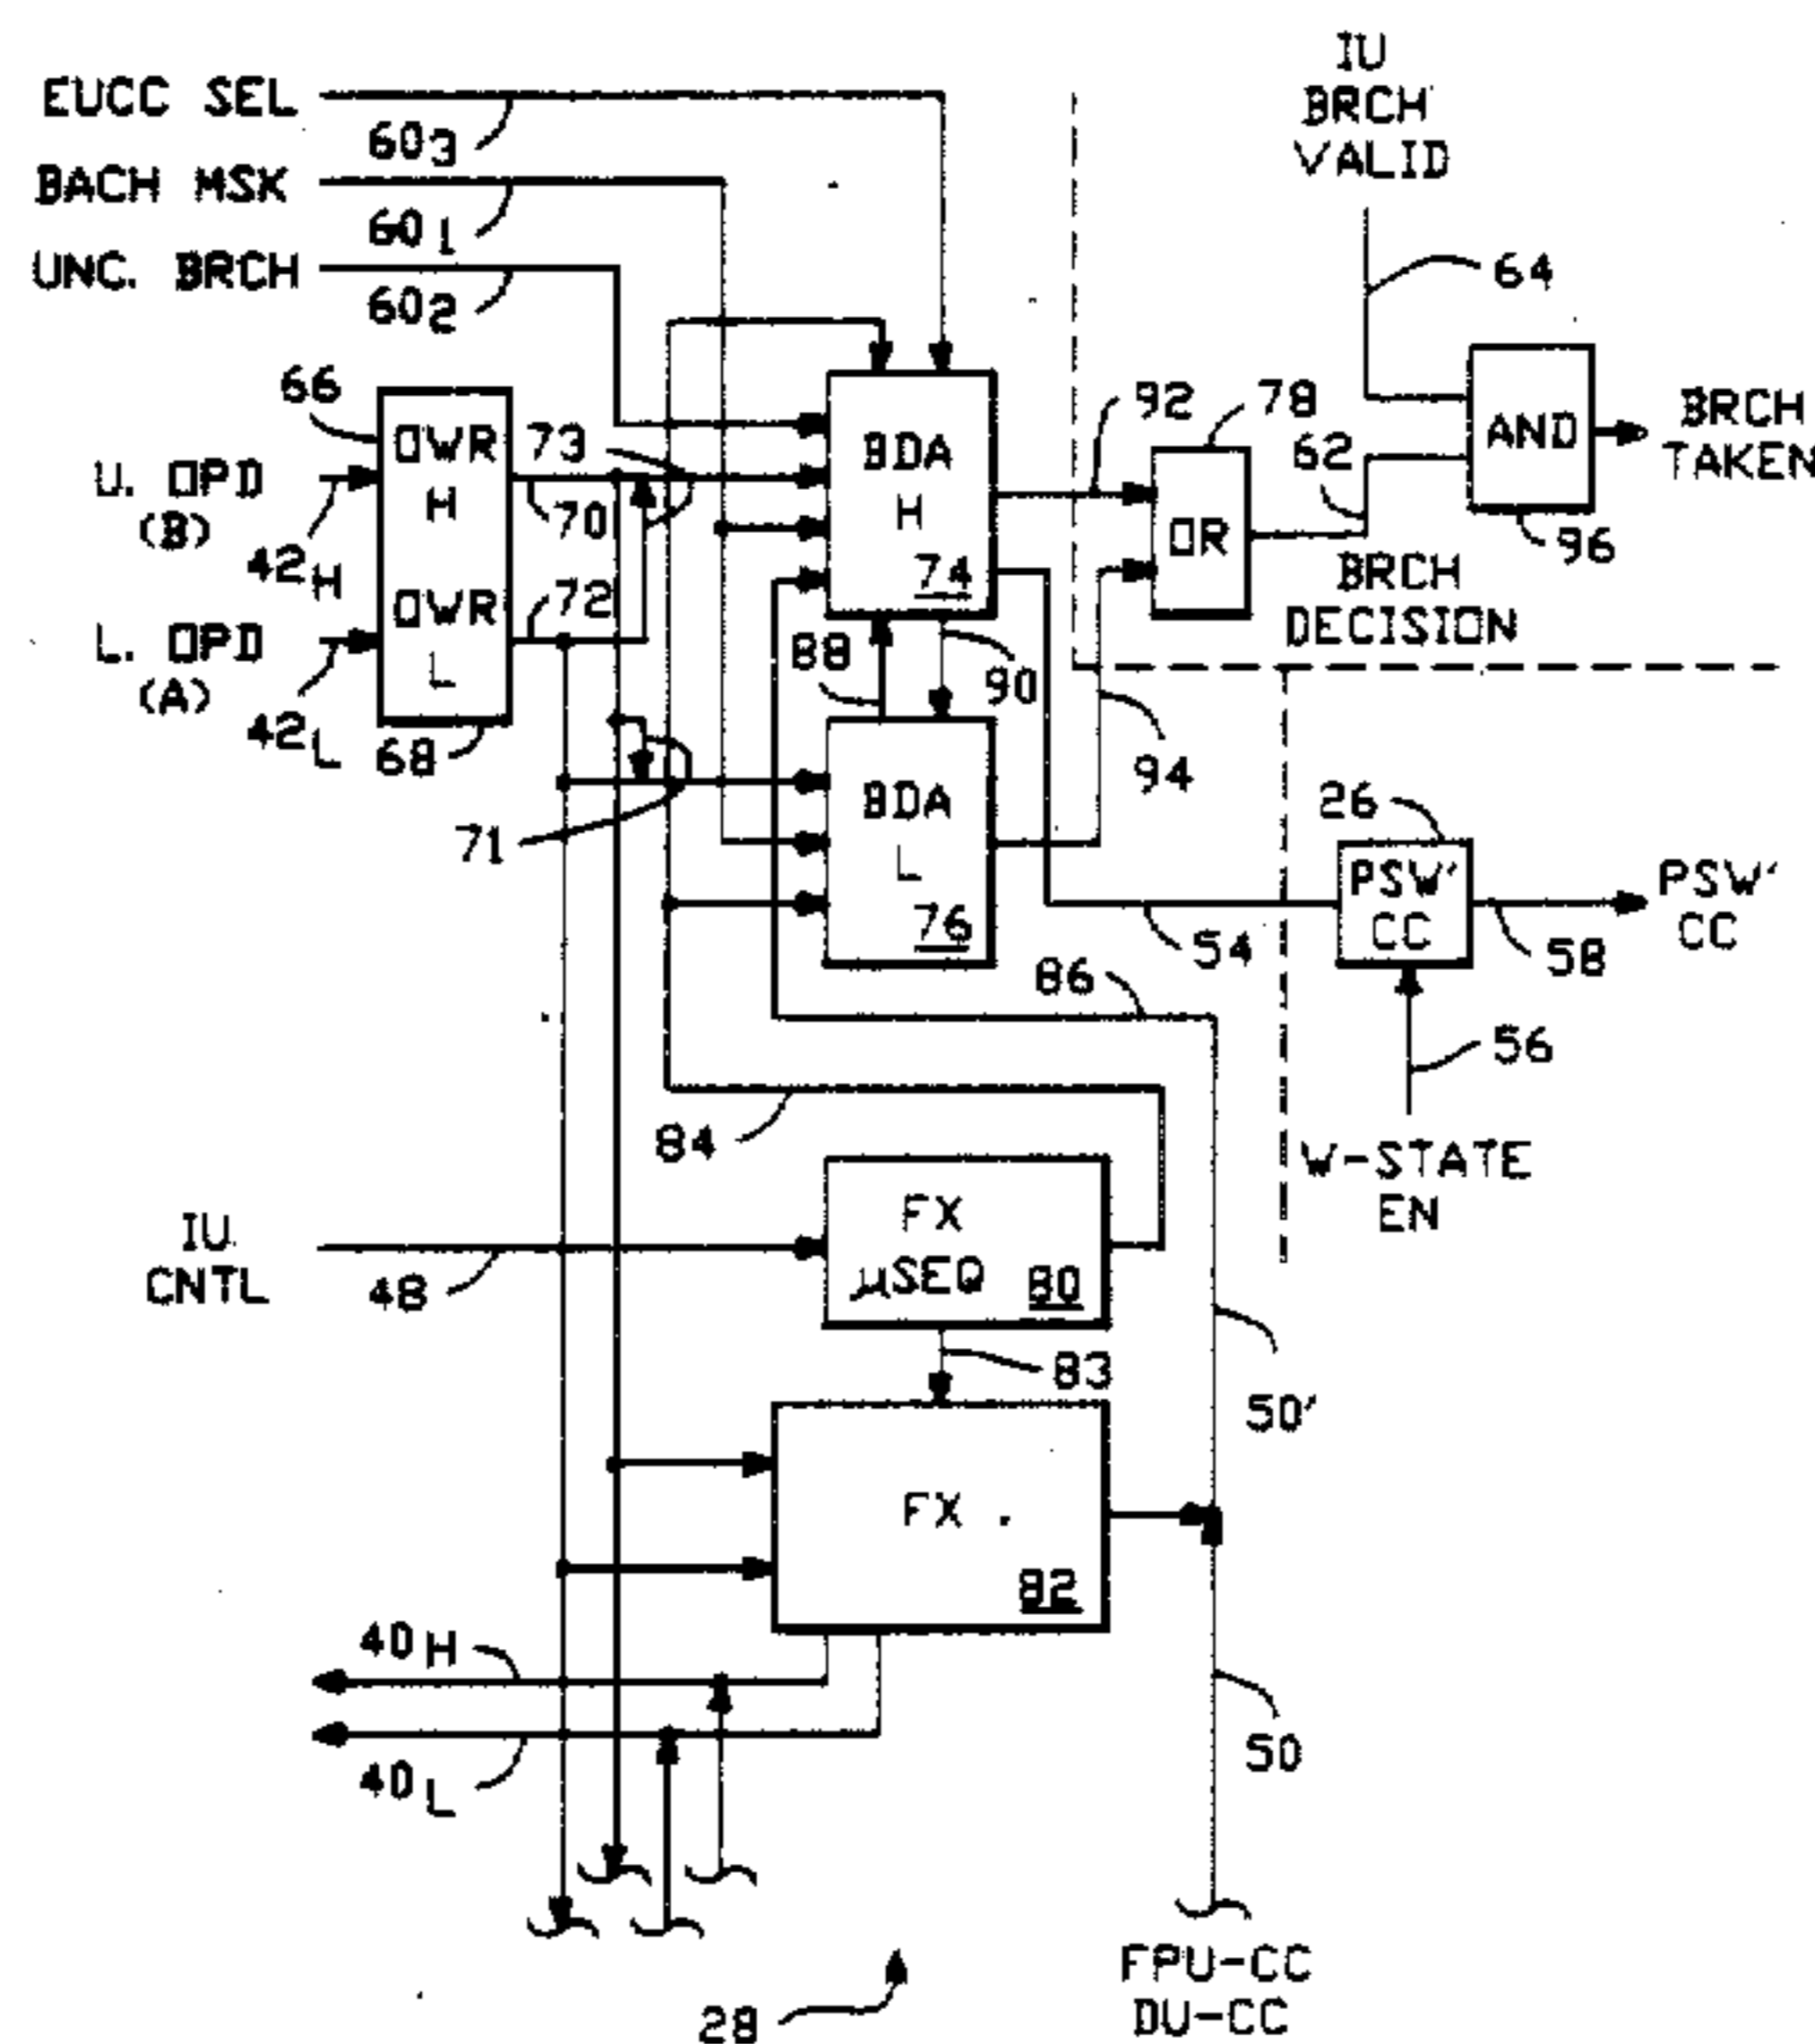 EUCC SEL
603
BACH MSK
601
UNC. BRCH
602
IU
BRCH
VALID
64
66
OWR
H
OWR
L
68
U. OPD
(B)
42H
L. OPD
(A)
42L
73
70
72
71
BDA
H
74
88
90
BDA
L
76
92
78
OR
62
94
AND
96
BRCH
TAKEN
BRCH
DECISION
26
PSW'
CC
54
58
PSW'
CC
56
W-STATE
EN
86
84
IU
CNTL
48
FX
μSEQ
80
83
50'
FX
82
40H
40L
50
28
FPU-CC
DU-CC